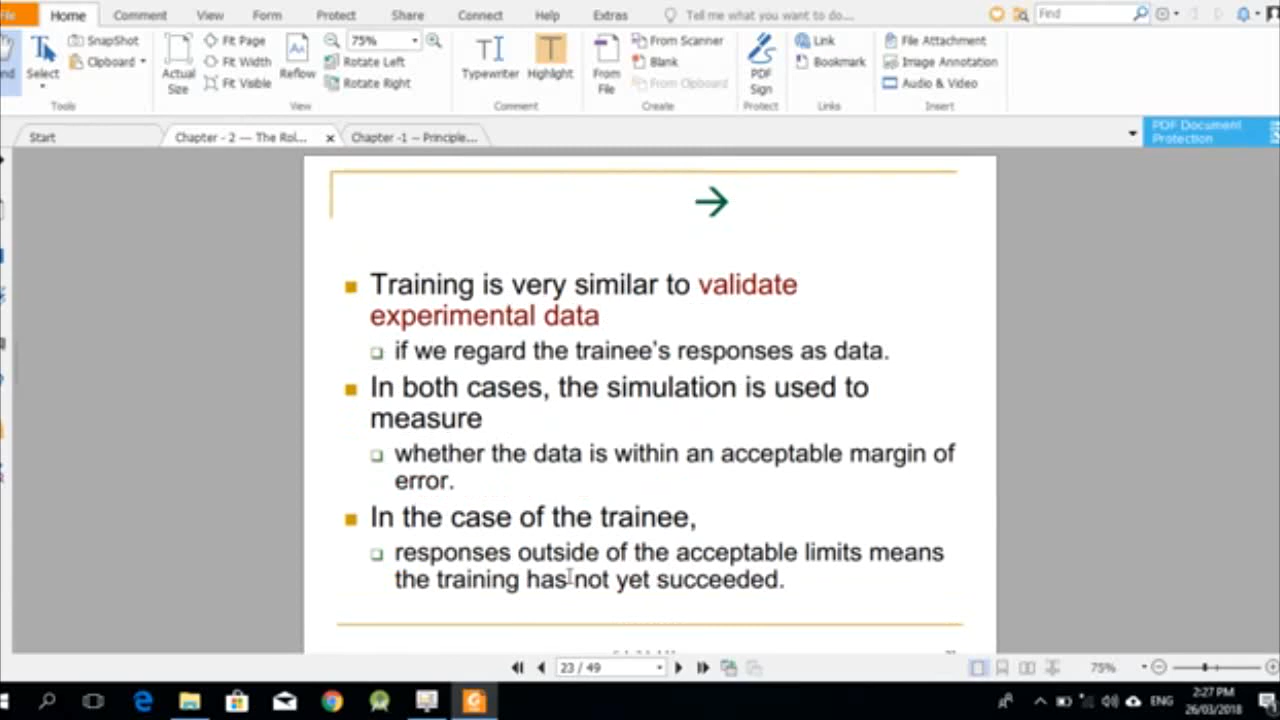 File Home Comment View Form Protect Share Connect Help Extras Tell me what you want to do... Find
SnapShot Fit Page 75% From Scanner Link File Attachment
Select Clipboard Actual Size Fit Width Reflow Rotate Left Typewriter Highlight From File Blank PDF Sign Bookmark Image Annotation
Fit Visible Rotate Right From Clipboard Audio & Video
Tools View Comment Create Protect Links Insert
Start Chapter - 2 — The Rol... Chapter -1 -- Principle... PDF Document
Protection
Training is very similar to validate
experimental data
if we regard the trainee's responses as data.
In both cases, the simulation is used to
measure
whether the data is within an acceptable margin of
error.
In the case of the trainee,
responses outside of the acceptable limits means
the training has not yet succeeded.
23 / 49 75%
ENG 2:27 PM
26/03/2018